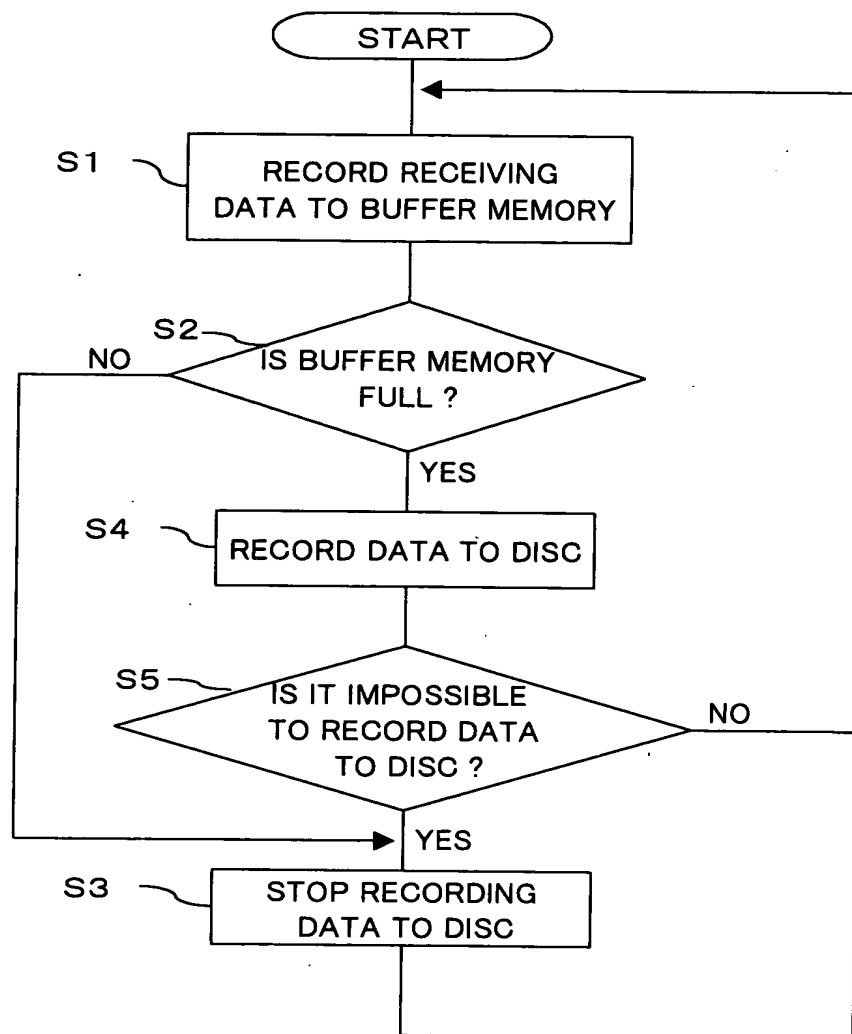 START
S1
RECORD RECEIVING
DATA TO BUFFER MEMORY
S2
NO
IS BUFFER MEMORY
FULL ?
YES
S4
RECORD DATA TO DISC
S5
IS IT IMPOSSIBLE
TO RECORD DATA
TO DISC ?
NO
YES
S3
STOP RECORDING
DATA TO DISC